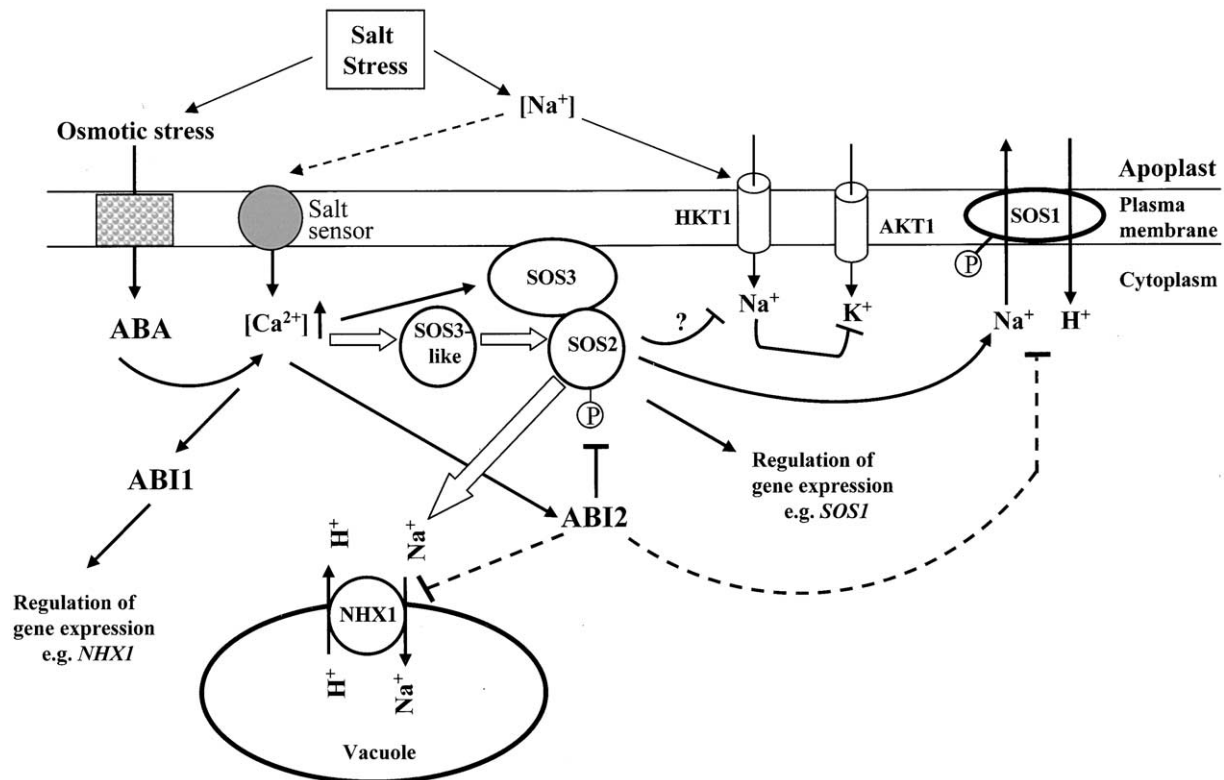 Salt
Stress
[Na⁺]
Osmotic stress
Apoplast
Salt
sensor
HKT1
AKT1
SOS1
Plasma
membrane
P
Cytoplasm
SOS3
ABA
[Ca²⁺]
SOS3-
like
SOS2
?
Na⁺
K⁺
Na⁺
H⁺
P
ABI1
Regulation of
gene expression
e.g. SOS1
ABI2
H⁺
Na⁺
Regulation of
gene expression
e.g. NHX1
NHX1
H⁺
Na⁺
Vacuole